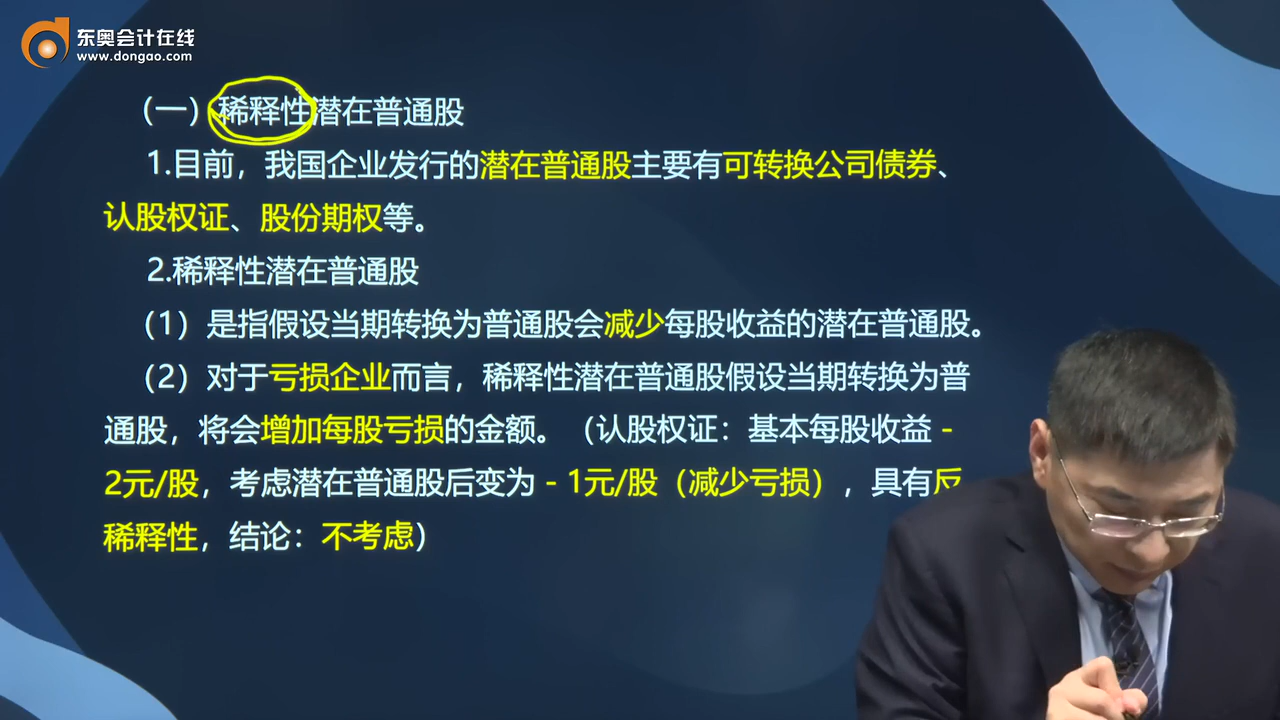 东奥会计在线
www.dongao.com
（一）稀释性潜在普通股
1.目前，我国企业发行的潜在普通股主要有可转换公司债券、
认股权证、股份期权等。
2.稀释性潜在普通股
（1）是指假设当期转换为普通股会减少每股收益的潜在普通股。
（2）对于亏损企业而言，稀释性潜在普通股假设当期转换为普
通股，将会增加每股亏损的金额。（认股权证：基本每股收益 -
2元/股，考虑潜在普通股后变为 - 1元/股（减少亏损），具有反
稀释性，结论：不考虑）